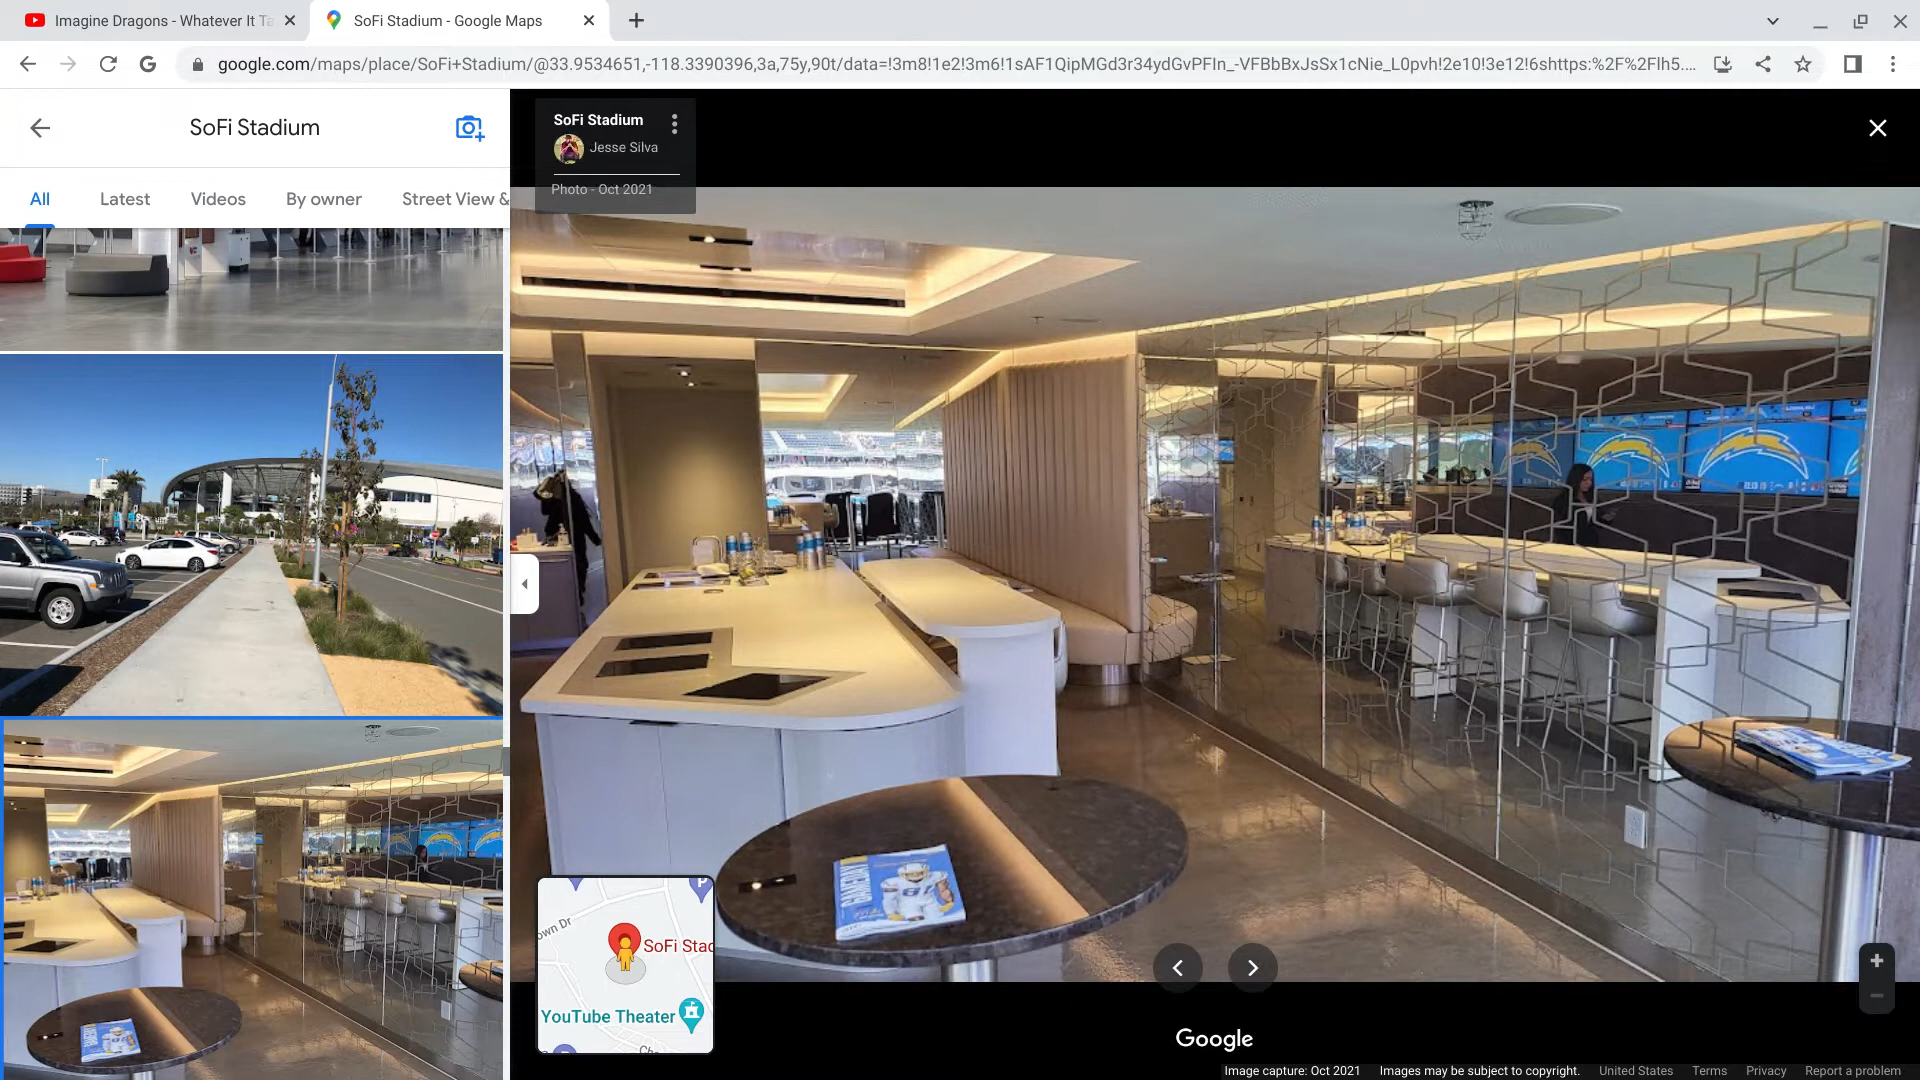 Imagine Dragons - Whatever It Ta
SoFi Stadium - Google Maps
google.com/maps/place/SoFi+Stadium/@33.9534651,-118.3390396,3a,75y,90t/data=!3m8!1e2!3m6!1sAF1QipMGd3r34ydGvPFIn_-VFBbBxJsSx1cNie_L0pvh!2e10!3e12!6shttps:%2F%2Flh5....
SoFi Stadium
All Latest Videos By owner Street View &
SoFi Stadium
Jesse Silva
Photo - Oct 2021
P
own Dr
SoFi Stad
YouTube Theater
Google
Image capture: Oct 2021 Images may be subject to copyright. United States Terms Privacy Report a problem